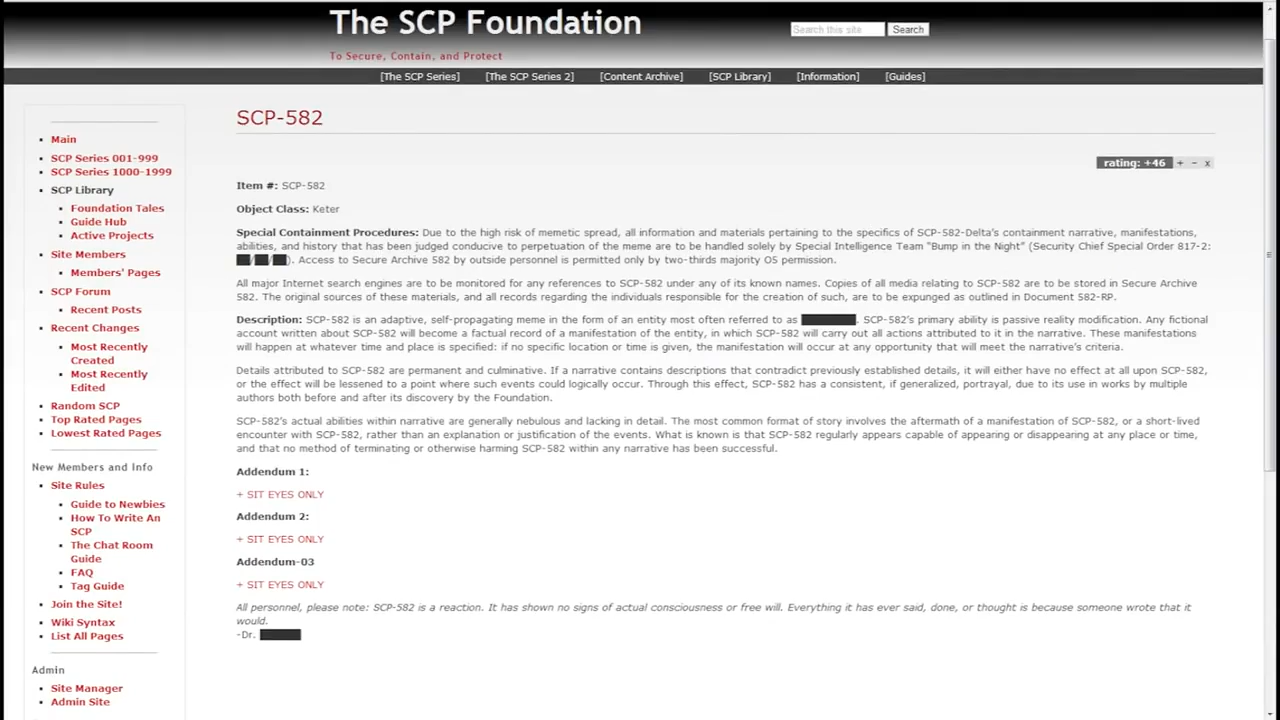 The SCP Foundation
Search this site
Search
To Secure, Contain, and Protect
[The SCP Series] [The SCP Series 2] [Content Archive] [SCP Library] [Information] [Guides]
Main
SCP Series 001-999
SCP Series 1000-1999
SCP Library
Foundation Tales
Guide Hub
Active Projects
Site Members
Members' Pages
SCP Forum
Recent Posts
Recent Changes
Most Recently
Created
Most Recently
Edited
Random SCP
Top Rated Pages
Lowest Rated Pages
New Members and Info
Site Rules
Guide to Newbies
How To Write An
SCP
The Chat Room
Guide
FAQ
Tag Guide
Join the Site!
Wiki Syntax
List All Pages
Admin
Site Manager
Admin Site
SCP-582
rating: +46 + – x
Item #: SCP-582
Object Class: Keter
Special Containment Procedures: Due to the high risk of memetic spread, all information and materials pertaining to the specifics of SCP-582-Delta's containment narrative, manifestations,
abilities, and history that has been judged conducive to perpetuation of the meme are to be handled solely by Special Intelligence Team "Bump in the Night" (Security Chief Special Order 817-2:
██/██/██). Access to Secure Archive 582 by outside personnel is permitted only by two-thirds majority OS permission.
All major Internet search engines are to be monitored for any references to SCP-582 under any of its known names. Copies of all media relating to SCP-582 are to be stored in Secure Archive
582. The original sources of these materials, and all records regarding the individuals responsible for the creation of such, are to be expunged as outlined in Document 582-RP.
Description: SCP-582 is an adaptive, self-propagating meme in the form of an entity most often referred to as ███████. SCP-582's primary ability is passive reality modification. Any fictional
account written about SCP-582 will become a factual record of a manifestation of the entity, in which SCP-582 will carry out all actions attributed to it in the narrative. These manifestations
will happen at whatever time and place is specified: if no specific location or time is given, the manifestation will occur at any opportunity that will meet the narrative's criteria.
Details attributed to SCP-582 are permanent and culminative. If a narrative contains descriptions that contradict previously established details, it will either have no effect at all upon SCP-582,
or the effect will be lessened to a point where such events could logically occur. Through this effect, SCP-582 has a consistent, if generalized, portrayal, due to its use in works by multiple
authors both before and after its discovery by the Foundation.
SCP-582's actual abilities within narrative are generally nebulous and lacking in detail. The most common format of story involves the aftermath of a manifestation of SCP-582, or a short-lived
encounter with SCP-582, rather than an explanation or justification of the events. What is known is that SCP-582 regularly appears capable of appearing or disappearing at any place or time,
and that no method of terminating or otherwise harming SCP-582 within any narrative has been successful.
Addendum 1:
+ SIT EYES ONLY
Addendum 2:
+ SIT EYES ONLY
Addendum-03
+ SIT EYES ONLY
All personnel, please note: SCP-582 is a reaction. It has shown no signs of actual consciousness or free will. Everything it has ever said, done, or thought is because someone wrote that it
would.
-Dr. █████